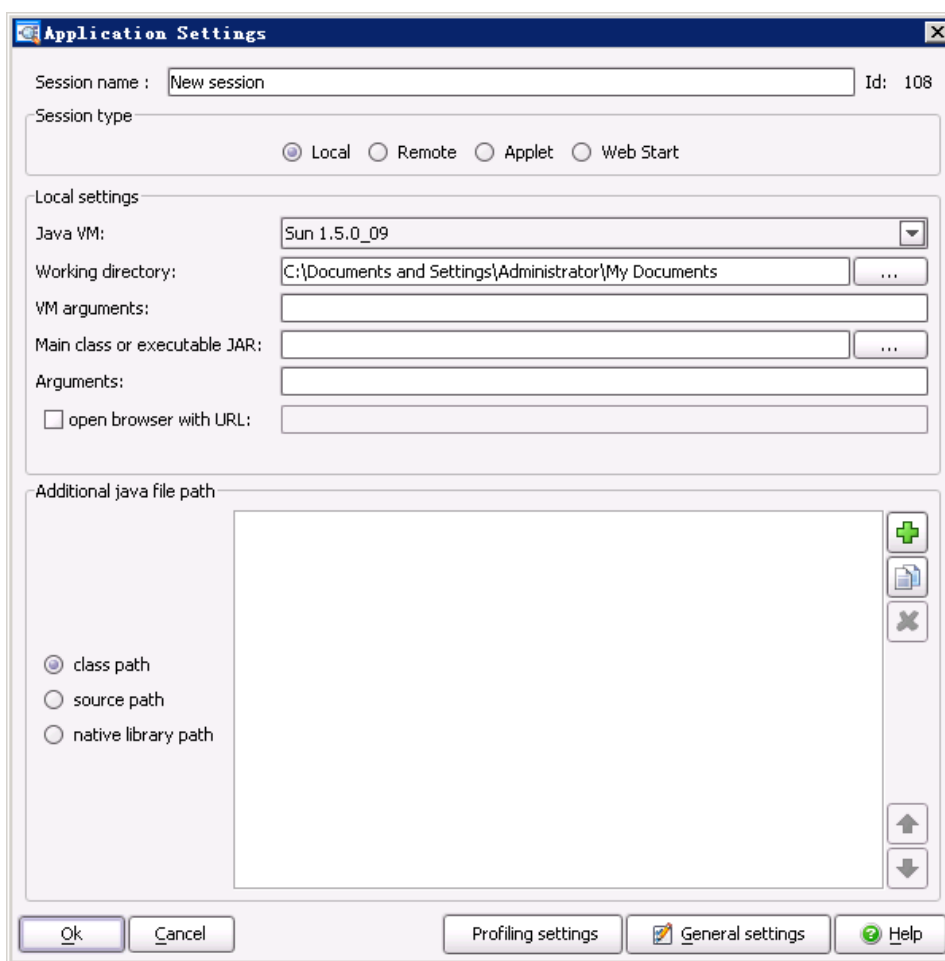 Application Settings
Session name : New session Id: 108
Session type
Local Remote Applet Web Start
Local settings
Java VM: Sun 1.5.0_09
Working directory: C:\Documents and Settings\Administrator\My Documents ...
VM arguments:
Main class or executable JAR: ...
Arguments:
open browser with URL:
Additional java file path
class path
source path
native library path
Ok Cancel Profiling settings General settings Help